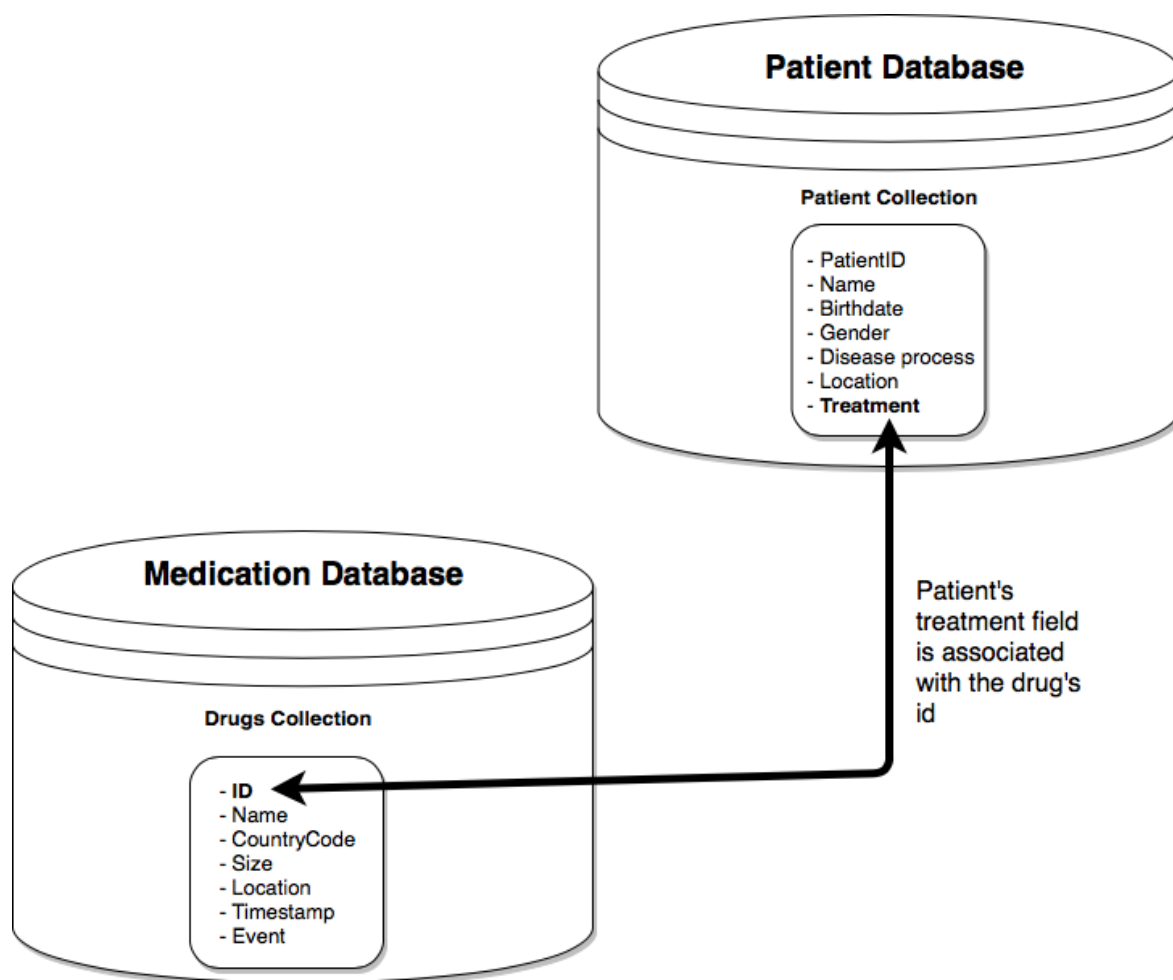 Patient Database
Patient Collection
- PatientID
- Name
- Birthdate
- Gender
- Disease process
- Location
- Treatment
Patient's
treatment field
is associated
with the drug's
id
Medication Database
Drugs Collection
- ID
- Name
- CountryCode
- Size
- Location
- Timestamp
- Event